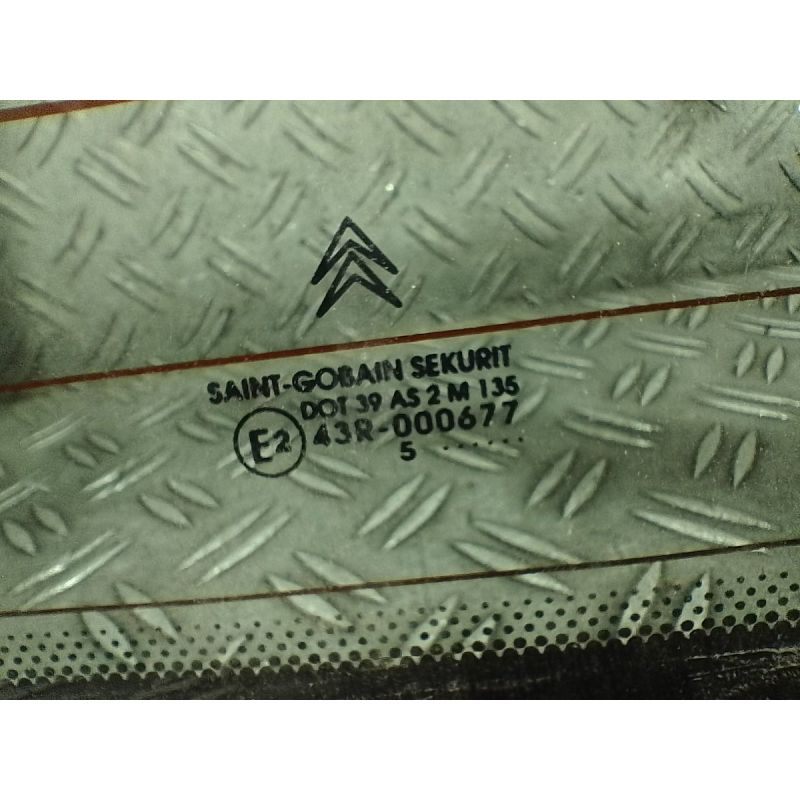 SAINT-GOBAIN SEKURIT
DOT 39 AS 2 M 135
E2 43R-000677
5 ......